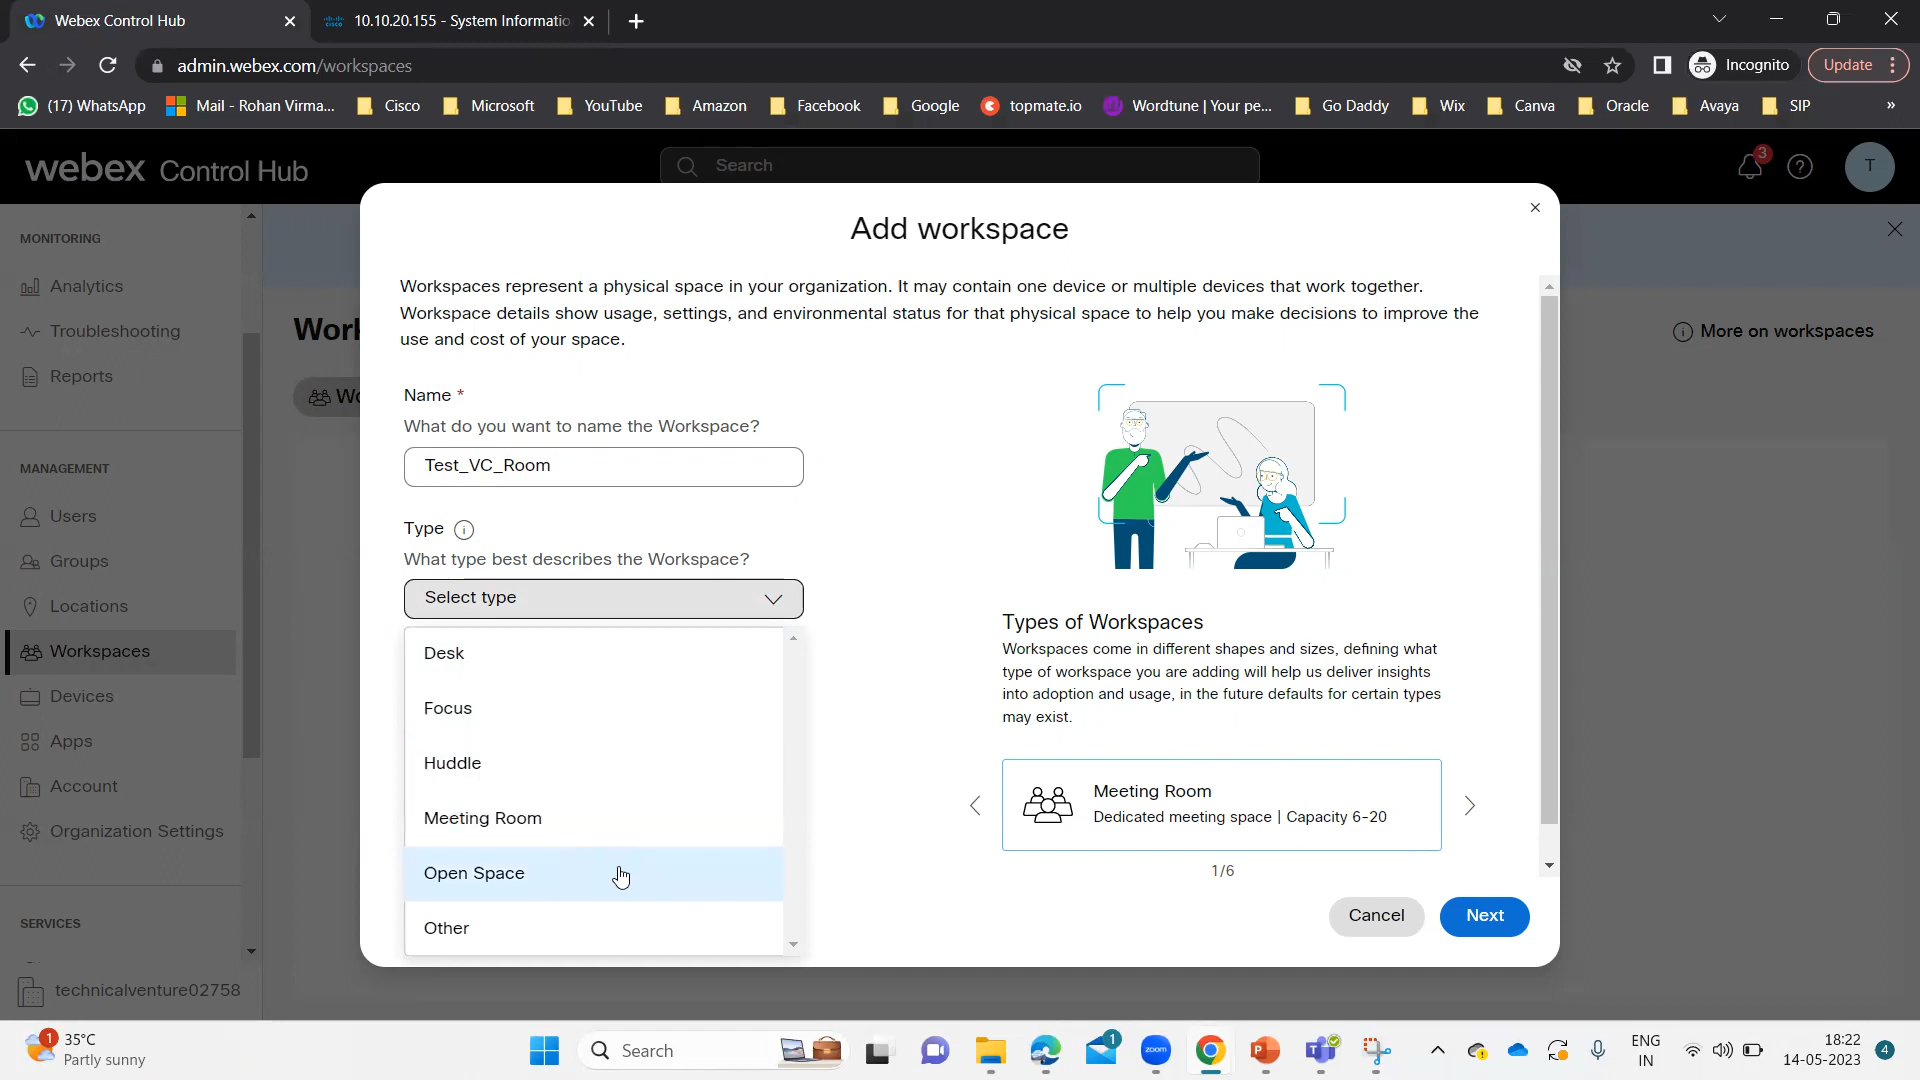 Webex Control Hub
10.10.20.155 - System Informatio
admin.webex.com/workspaces
Incognito
Update
(17) WhatsApp
Mail - Rohan Virma...
Cisco
Microsoft
YouTube
Amazon
Facebook
Google
topmate.io
Wordtune | Your pe...
Go Daddy
Wix
Canva
Oracle
Avaya
SIP
»
webex Control Hub
Search
3
T
MONITORING
Analytics
Troubleshooting
Reports
MANAGEMENT
Users
Groups
Locations
Workspaces
Devices
Apps
Account
Organization Settings
SERVICES
technicalventure02758
More on workspaces
Add workspace
Workspaces represent a physical space in your organization. It may contain one device or multiple devices that work together.
Workspace details show usage, settings, and environmental status for that physical space to help you make decisions to improve the
use and cost of your space.
Name *
What do you want to name the Workspace?
Test_VC_Room
Type
What type best describes the Workspace?
Select type
Desk
Focus
Huddle
Meeting Room
Open Space
Other
Types of Workspaces
Workspaces come in different shapes and sizes, defining what
type of workspace you are adding will help us deliver insights
into adoption and usage, in the future defaults for certain types
may exist.
Meeting Room
Dedicated meeting space | Capacity 6-20
1/6
Cancel
Next
1
35°C
Partly sunny
Search
1
zoom
ENG
IN
18:22
14-05-2023
4